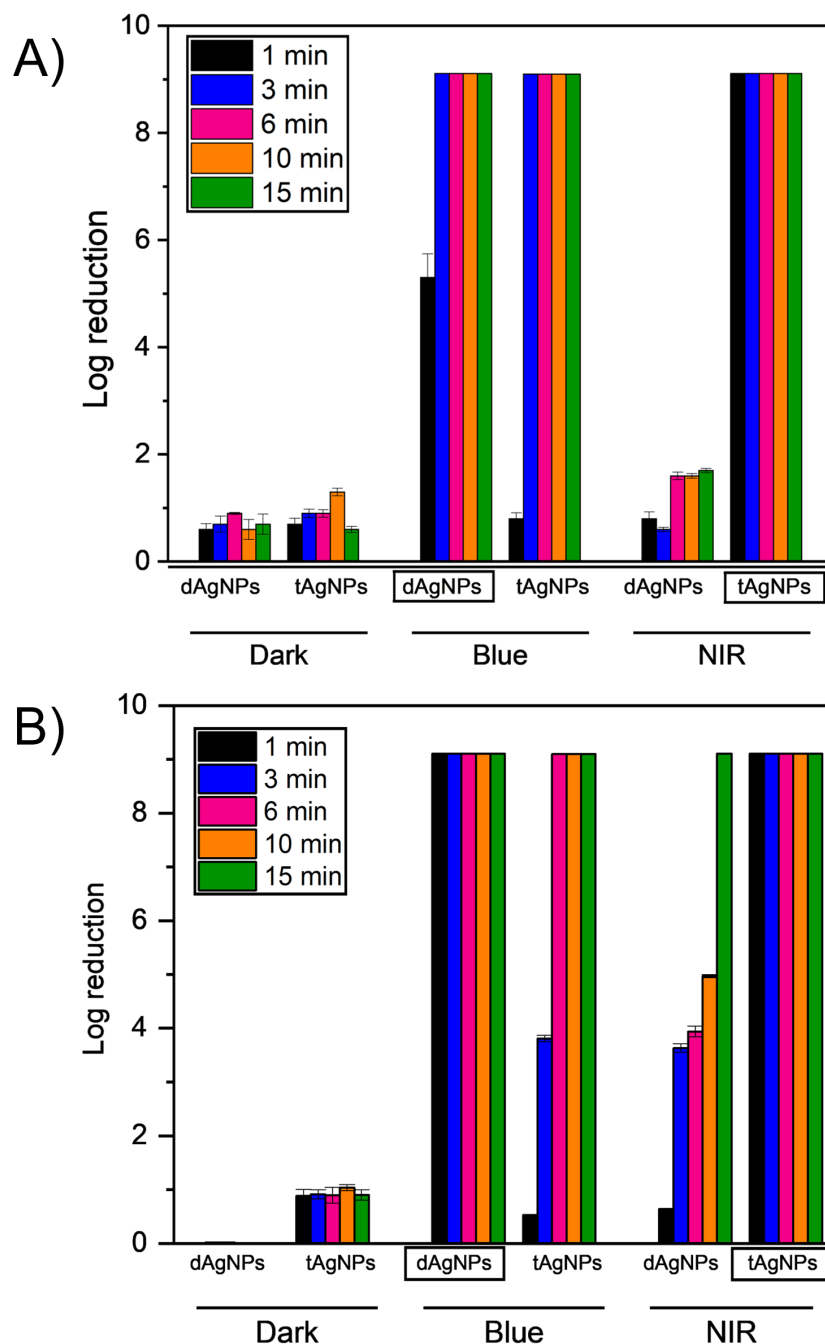 A)
10
8
6
4
2
0
Log reduction
1 min
3 min
6 min
10 min
15 min
dAgNPs tAgNPs dAgNPs tAgNPs dAgNPs tAgNPs
Dark Blue NIR
B)
10
8
6
4
2
0
Log reduction
1 min
3 min
6 min
10 min
15 min
dAgNPs tAgNPs dAgNPs tAgNPs dAgNPs tAgNPs
Dark Blue NIR